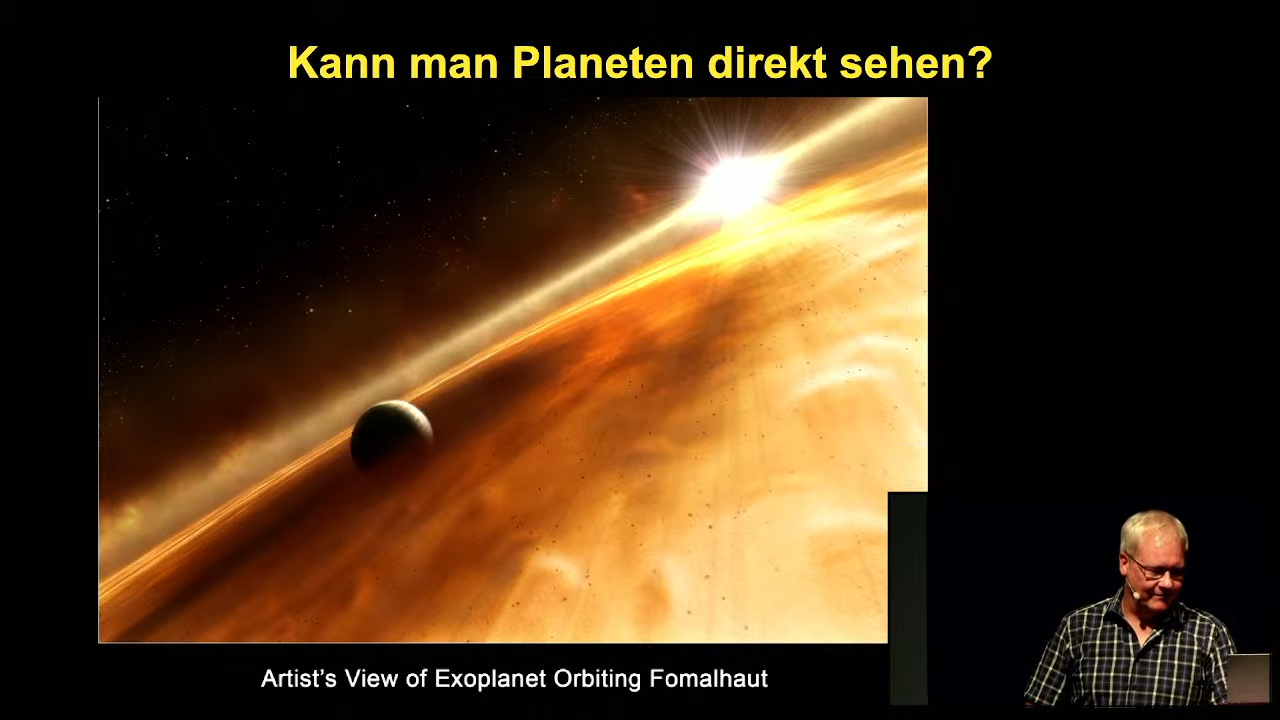 Kann man Planeten direkt sehen?
Artist's View of Exoplanet Orbiting Fomalhaut